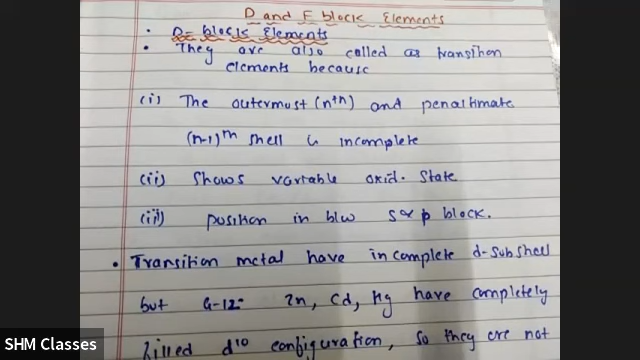 D and F block Elements
• D- block Elements
• They are also called as transition
elements because
(i) The outermost (nth) and penaltimate
(n-1)th shell is incomplete
(ii) Shows variable oxid. State
(iii) position in b/w s & p block.
• Transition metal have incomplete d-subshell
but G-12= Zn, Cd, Hg have completely
filled d10 configuration, so they are not
SHM Classes